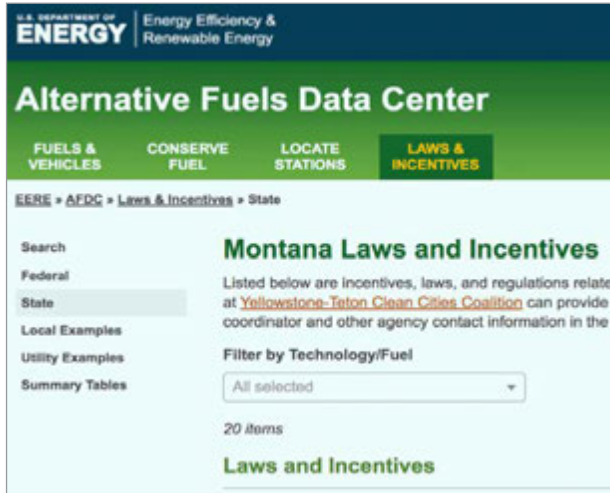 U.S. DEPARTMENT OF
ENERGY
Energy Efficiency &
Renewable Energy
Alternative Fuels Data Center
FUELS &
VEHICLES
CONSERVE
FUEL
LOCATE
STATIONS
LAWS &
INCENTIVES
EERE » AFDC » Laws & Incentives » State
Search
Federal
State
Local Examples
Utility Examples
Summary Tables
Montana Laws and Incentives
Listed below are incentives, laws, and regulations relate
at Yellowstone-Teton Clean Cities Coalition can provide
coordinator and other agency contact information in the
Filter by Technology/Fuel
All selected
20 items
Laws and Incentives